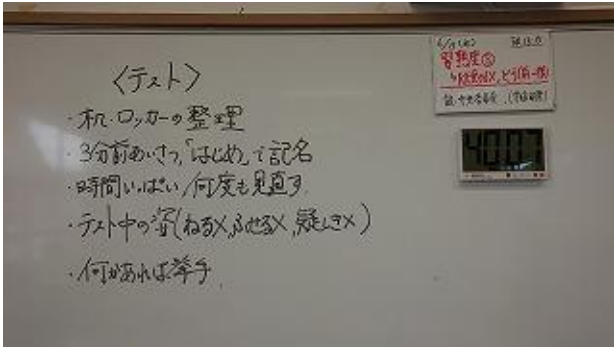 〈テスト〉
・机・ロッカーの整理
・3分前あいさつ,「はじめ」で記名
・時間いっぱい,何度も見直す
・テスト中の姿(ねる×,ふせる×,疑しき×)
・何かあれば挙手
習熟度⑤
40:07